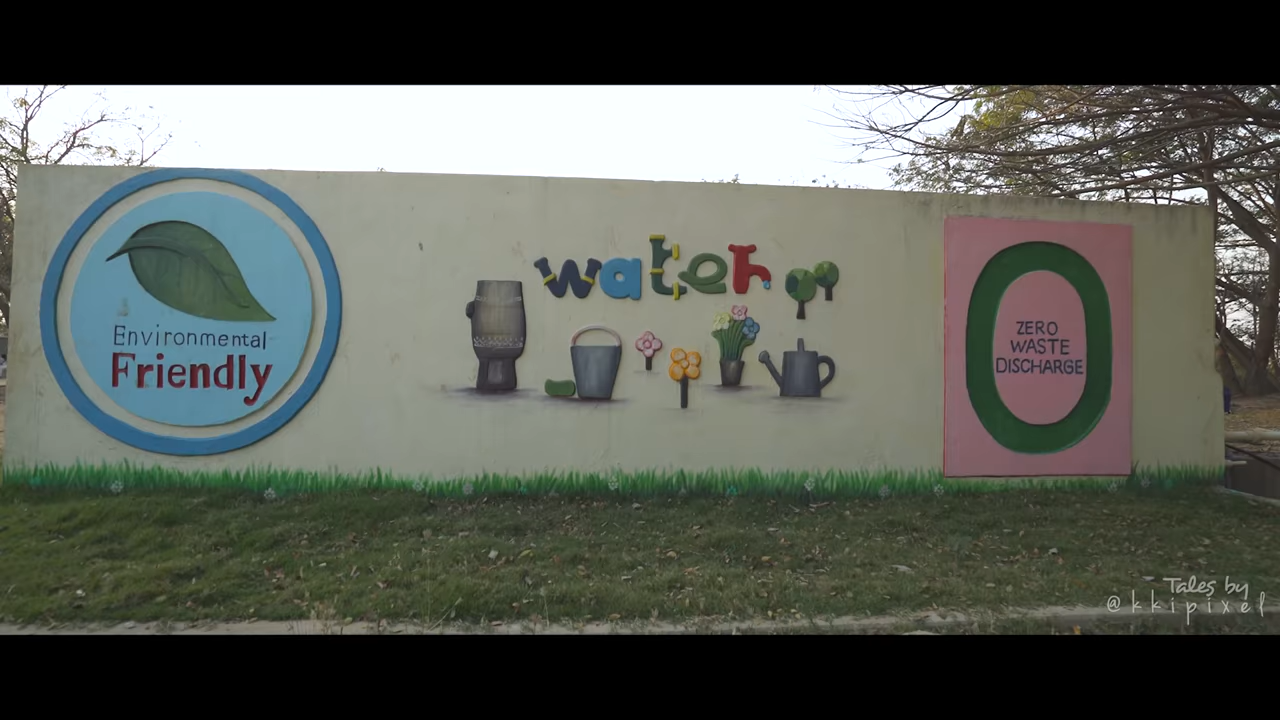 Environmental
Friendly
water
ZERO
WASTE
DISCHARGE
Tales by
@kkipixel